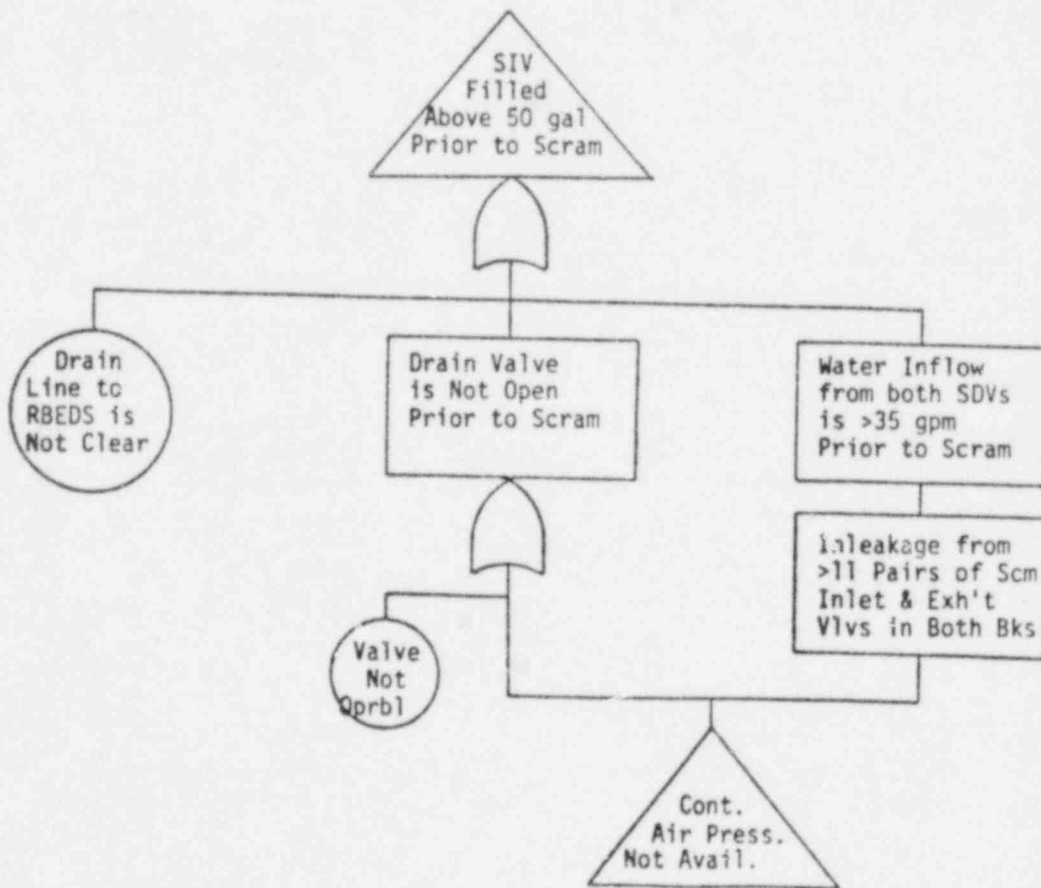 SIV
Filled
Above 50 gal
Prior to Scram
Drain
Line to
RBEDS is
Not Clear
Drain Valve
is Not Open
Prior to Scram
Water Inflow
from both SDVs
is >35 gpm
Prior to Scram
Inleakage from
>11 Pairs of Scm
Inlet & Exh't
Vlvs in Both Bks
Valve
Not
Oprbl
Cont.
Air Press.
Not Avail.